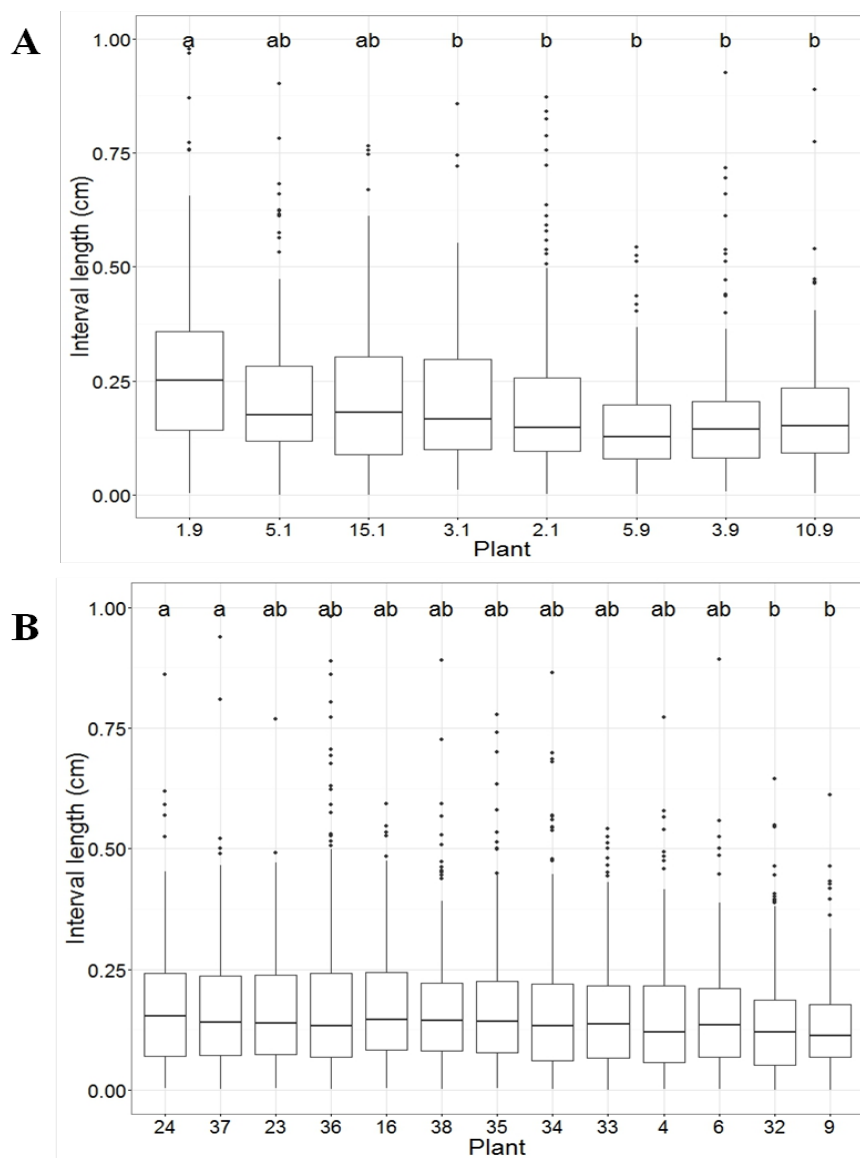 A
1.00
a ab ab b b b b b
0.75
Interval length (cm)
0.50
0.25
0.00
1.9 5.1 15.1 3.1 2.1 5.9 3.9 10.9
Plant
B
1.00
a a ab ab ab ab ab ab ab ab ab b b
0.75
Interval length (cm)
0.50
0.25
0.00
24 37 23 36 16 38 35 34 33 4 6 32 9
Plant